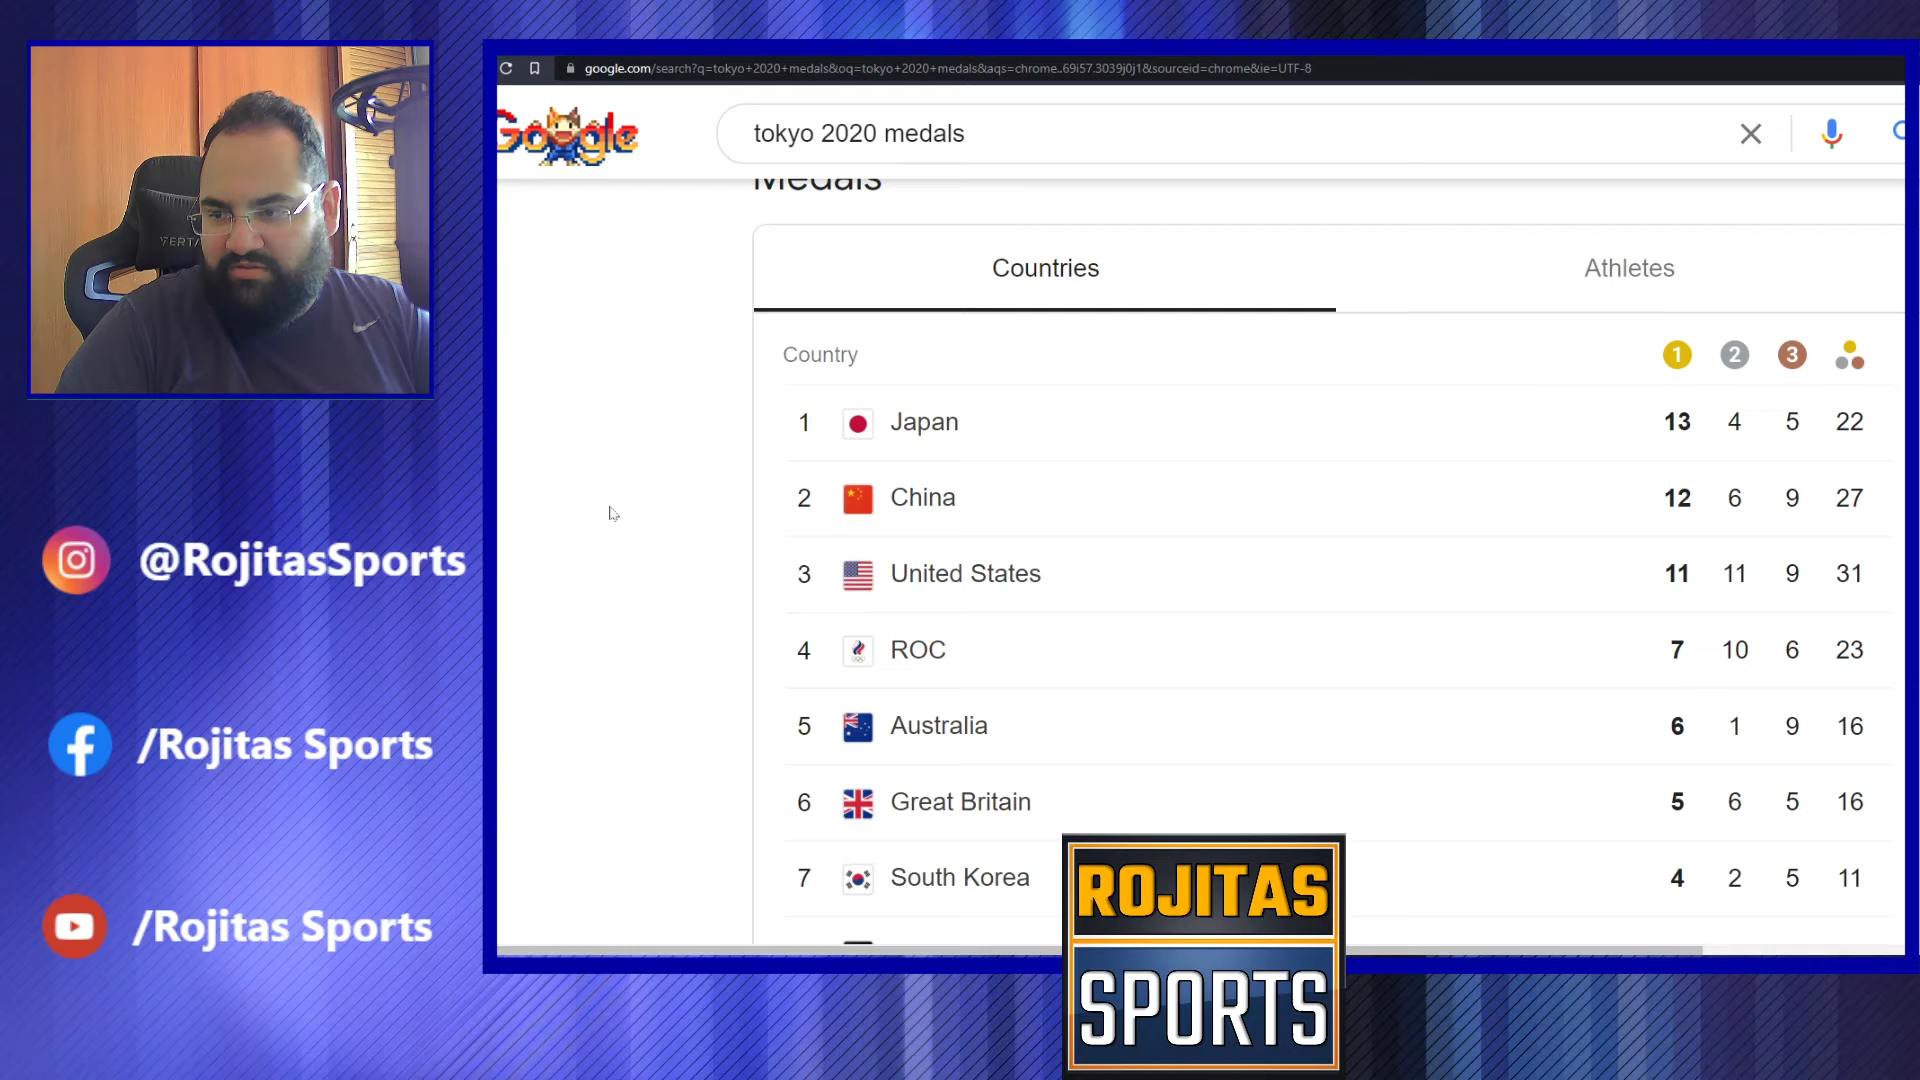 google.com/search?q=tokyo+2020+medals&oq=tokyo+2020+medals&aqs=chrome..69i57.3039j0j1&sourceid=chrome&ie=UTF-8
Google
tokyo 2020 medals
Medals
Countries Athletes
Country 1 2 3
1 Japan 13 4 5 22
2 China 12 6 9 27
3 United States 11 11 9 31
4 ROC 7 10 6 23
5 Australia 6 1 9 16
6 Great Britain 5 6 5 16
7 South Korea 4 2 5 11
@RojitasSports
/Rojitas Sports
/Rojitas Sports
ROJITAS
SPORTS